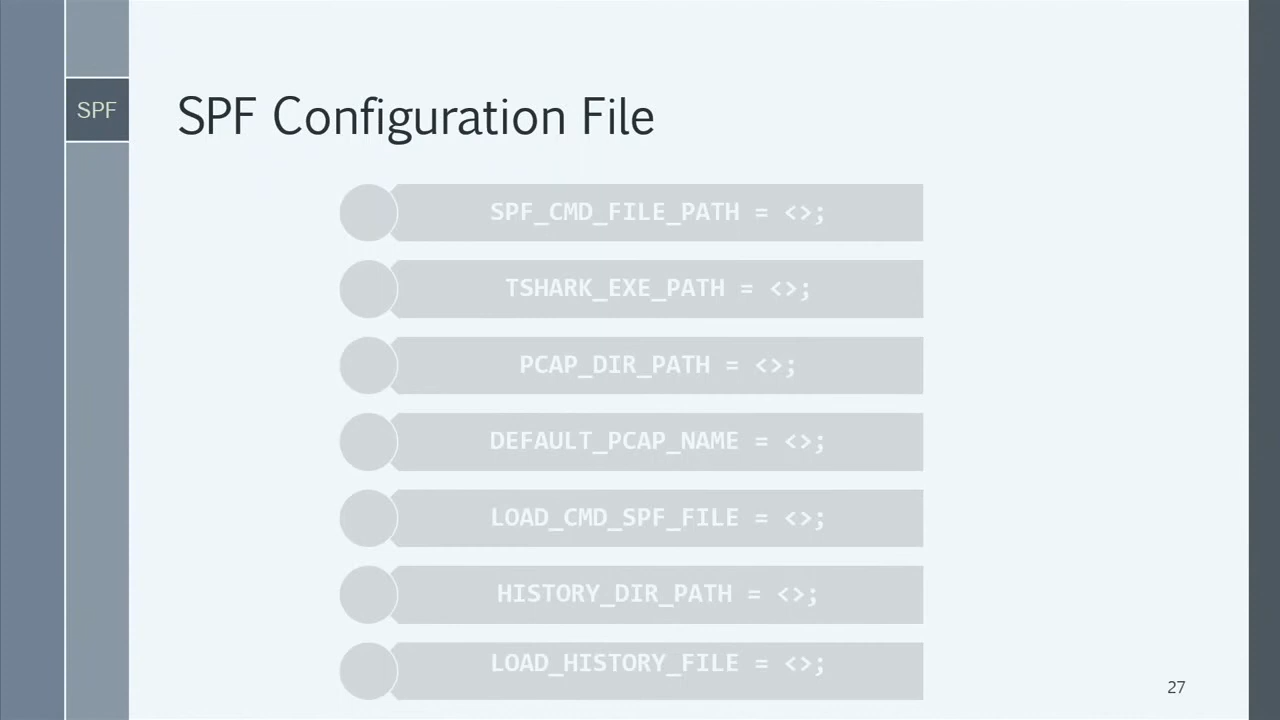 SPF
SPF Configuration File
SPF_CMD_FILE_PATH = <>;
TSHARK_EXE_PATH = <>;
PCAP_DIR_PATH = <>;
DEFAULT_PCAP_NAME = <>;
LOAD_CMD_SPF_FILE = <>;
HISTORY_DIR_PATH = <>;
LOAD_HISTORY_FILE = <>;
27